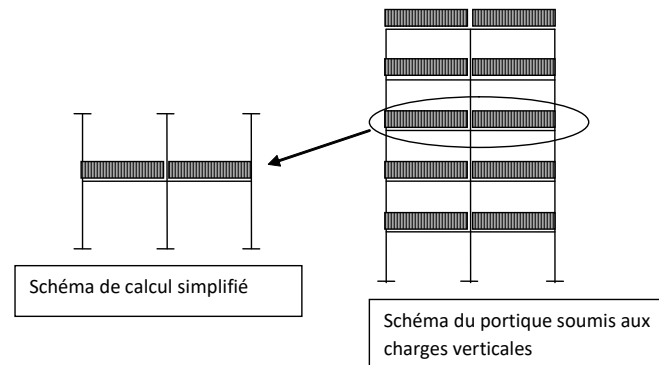 Schéma de calcul simplifié
Schéma du portique soumis aux
charges verticales